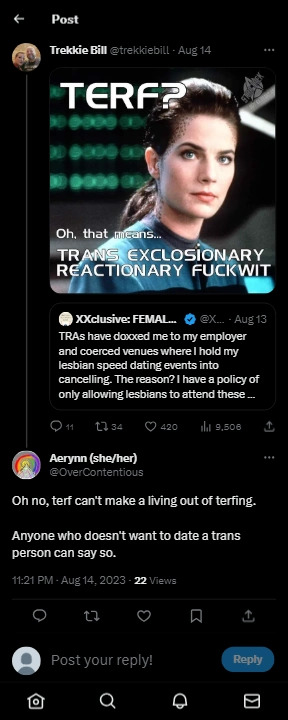 Post
Trekkie Bill @trekkiebill · Aug 14
TERF?
Oh, that means...
TRANS EXCLOSIONARY
REACTIONARY FUCKWIT
XXclusive: FEMAL... @X... · Aug 13
TRAs have doxxed me to my employer
and coerced venues where I hold my
lesbian speed dating events into
cancelling. The reason? I have a policy of
only allowing lesbians to attend these ...
11 34 420 9,506
Aerynn (she/her)
@OverContentious
Oh no, terf can't make a living out of terfing.
Anyone who doesn't want to date a trans
person can say so.
11:21 PM · Aug 14, 2023 · 22 Views
Post your reply!
Reply